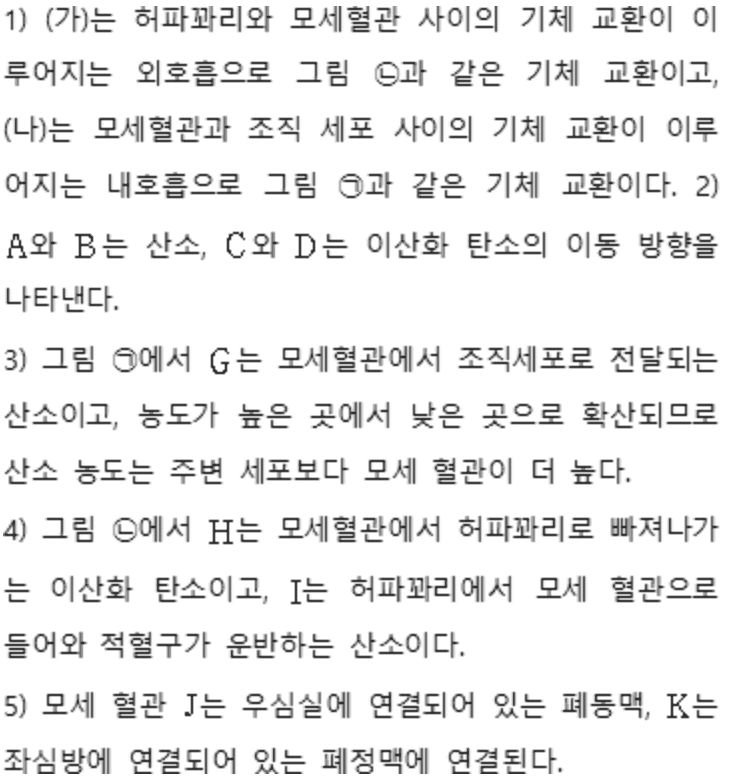 1) (가)는 허파꽈리와 모세혈관 사이의 기체 교환이 이
루어지는 외호흡으로 그림 ㉡과 같은 기체 교환이고,
(나)는 모세혈관과 조직 세포 사이의 기체 교환이 이루
어지는 내호흡으로 그림 ㉠과 같은 기체 교환이다. 2)
A와 B는 산소, C와 D는 이산화 탄소의 이동 방향을
나타낸다.
3) 그림 ㉠에서 G는 모세혈관에서 조직세포로 전달되는
산소이고, 농도가 높은 곳에서 낮은 곳으로 확산되므로
산소 농도는 주변 세포보다 모세 혈관이 더 높다.
4) 그림 ㉡에서 H는 모세혈관에서 허파꽈리로 빠져나가
는 이산화 탄소이고, I는 허파꽈리에서 모세 혈관으로
들어와 적혈구가 운반하는 산소이다.
5) 모세 혈관 J는 우심실에 연결되어 있는 폐동맥, K는
좌심방에 연결되어 있는 폐정맥에 연결된다.